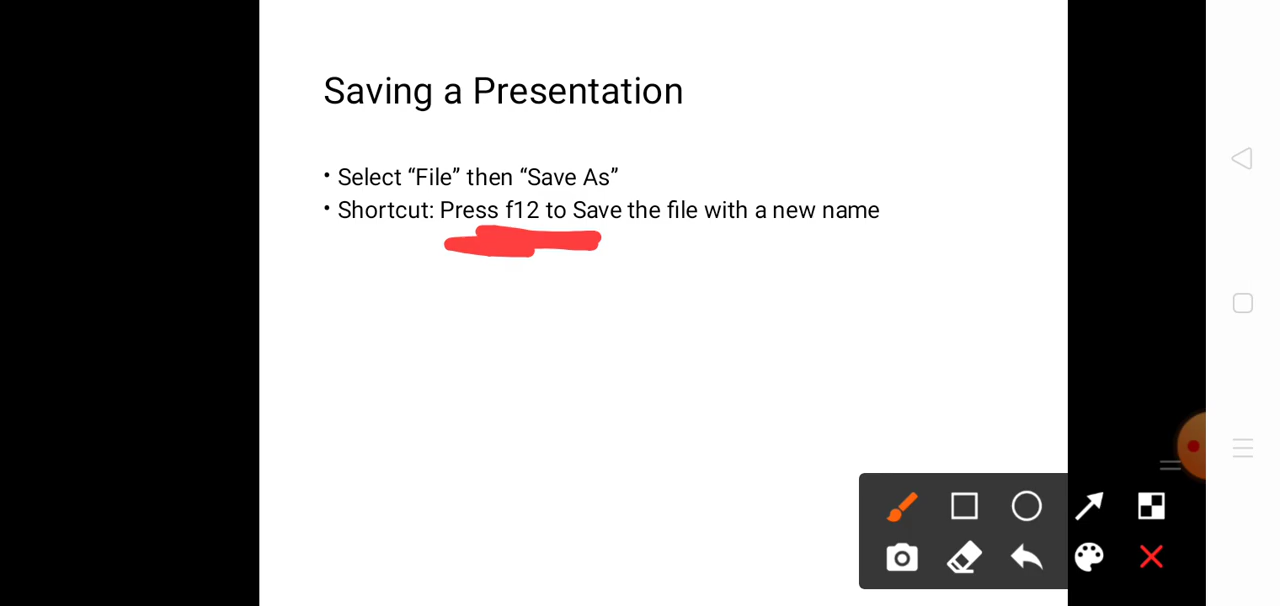 Saving a Presentation
• Select “File” then “Save As”
• Shortcut: Press f12 to Save the file with a new name